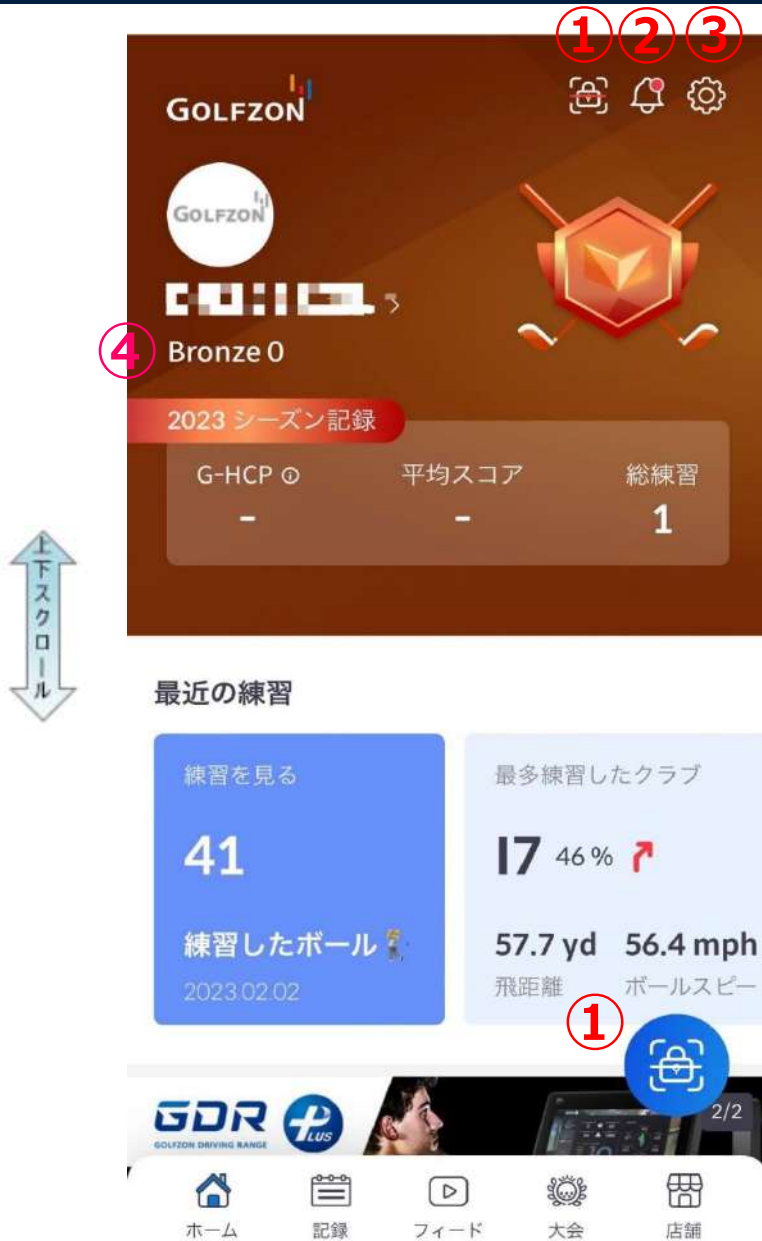 ① ② ③
GOLFZON
GOLFZON
④ Bronze 0
2023 シーズン記録
G-HCP 平均スコア 総練習
- - 1
上下スクロール
最近の練習
練習を見る
41
練習したボール
2023.02.02
最多練習したクラブ
I7 46 %
57.7 yd 56.4 mph
飛距離 ボールスピー
①
GDR PLUS
GOLFZON DRIVING RANGE
2/2
ホーム 記録 フィード 大会 店舗